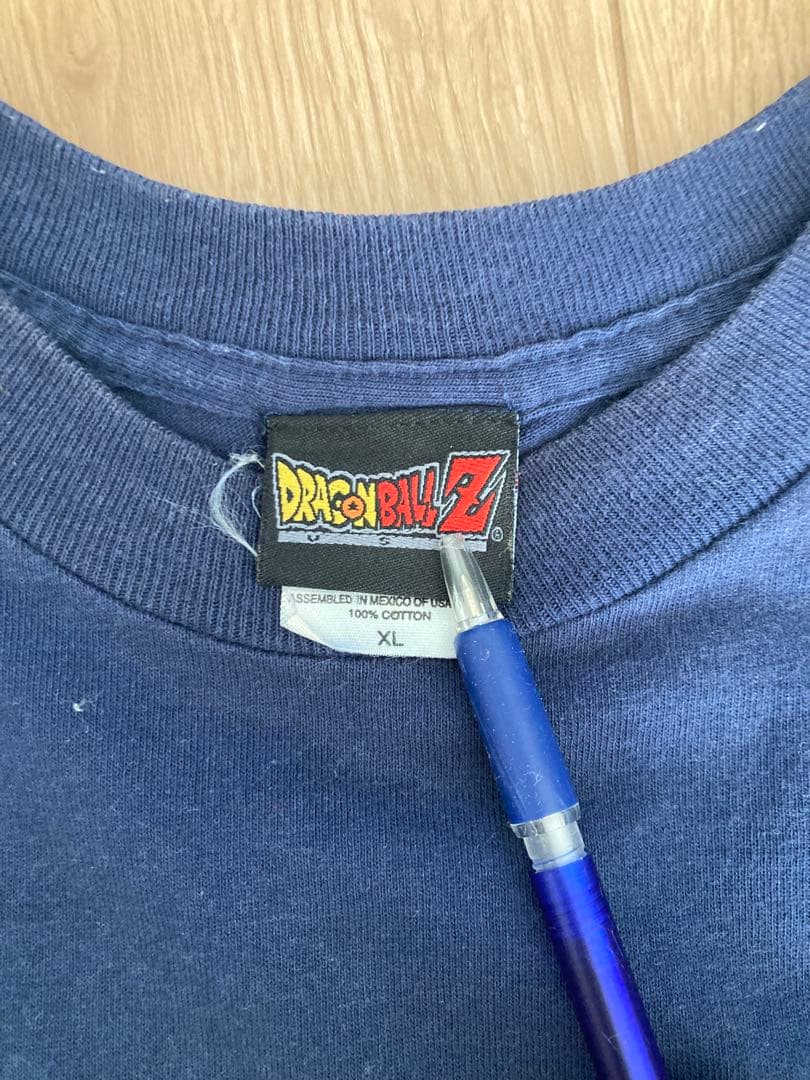 DRAGON BALL Z
U S
®
ASSEMBLED IN MEXICO OF USA
100% COTTON
XL